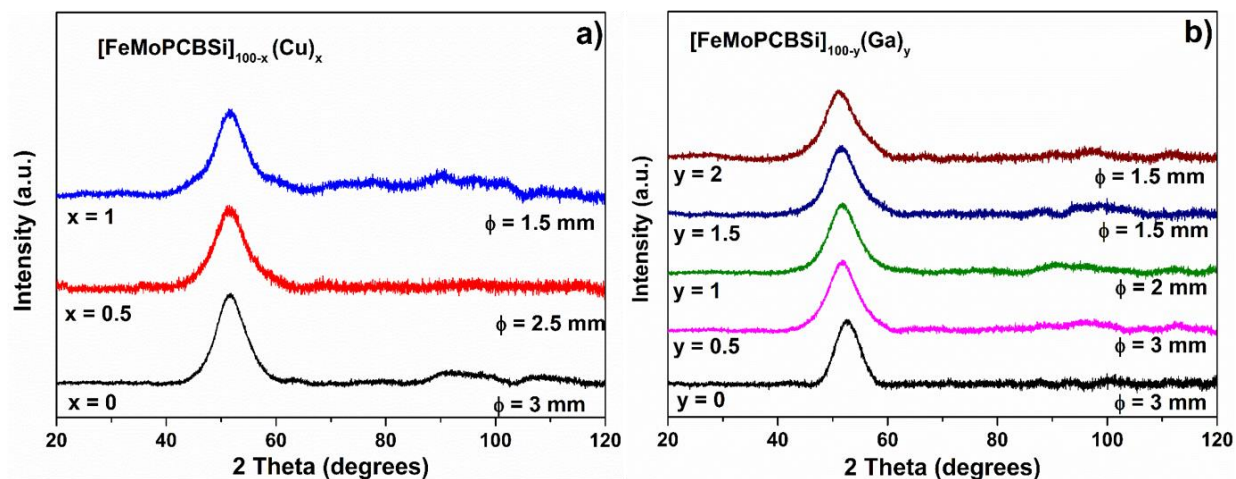 a)
[FeMoPCBSi]100-x (Cu)x
Intensity (a.u.)
x = 1
ϕ = 1.5 mm
x = 0.5
ϕ = 2.5 mm
x = 0
ϕ = 3 mm
20 40 60 80 100 120
2 Theta (degrees)
b)
[FeMoPCBSi]100-y(Ga)y
Intensity (a.u.)
y = 2
ϕ = 1.5 mm
y = 1.5
ϕ = 1.5 mm
y = 1
ϕ = 2 mm
y = 0.5
ϕ = 3 mm
y = 0
ϕ = 3 mm
20 40 60 80 100 120
2 Theta (degrees)